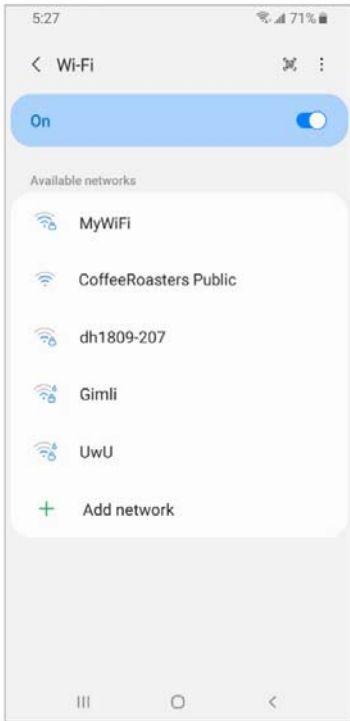 5:27
71%
Wi-Fi
On
Available networks
MyWiFi
CoffeeRoasters Public
dh1809-207
Gimli
UwU
Add network